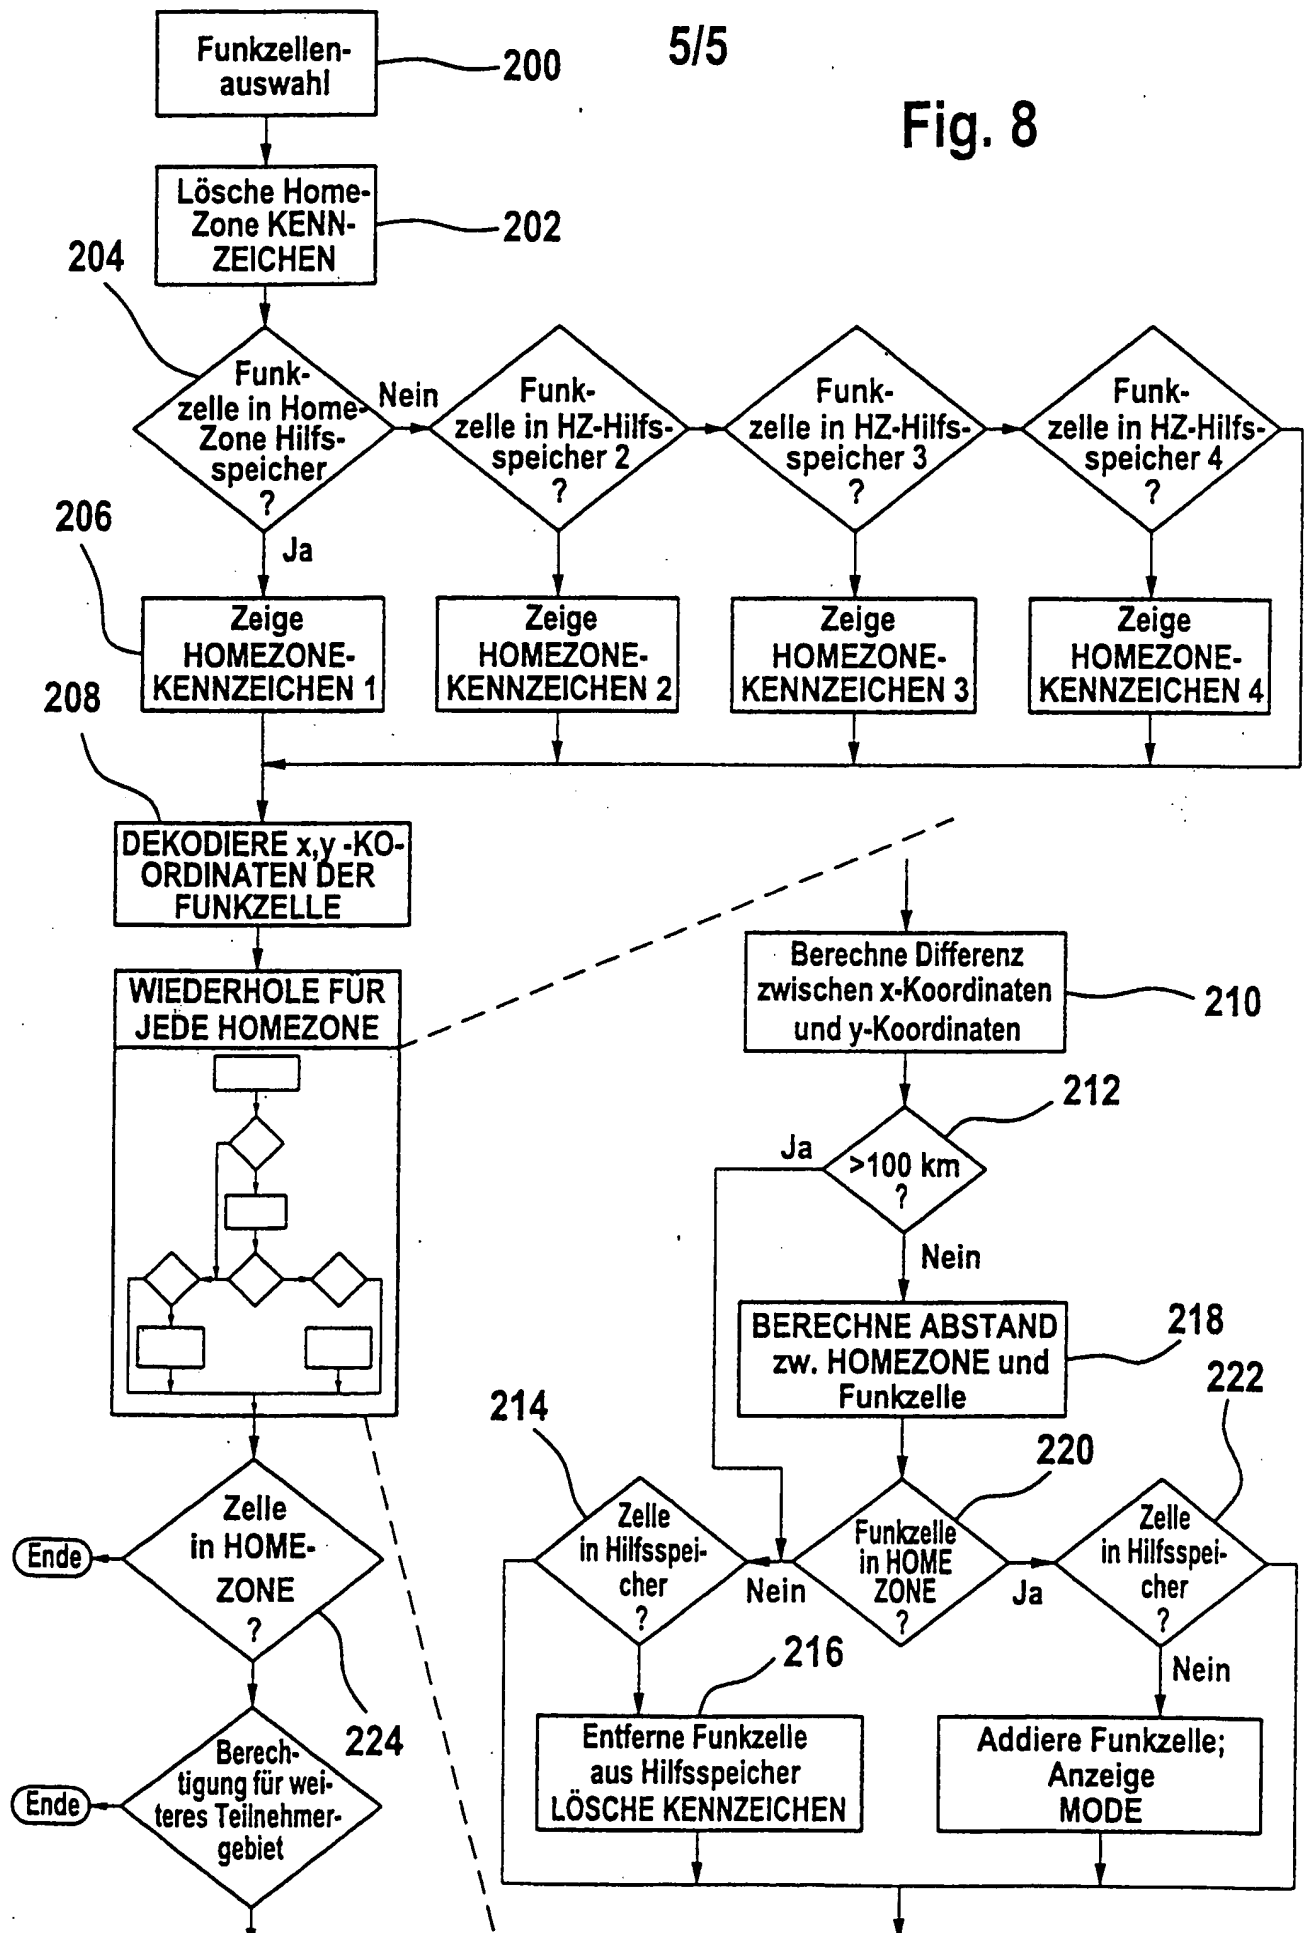 5/5
Fig. 8
Funkzellen-
auswahl
200
Lösche Home-
Zone KENN-
ZEICHEN
202
204
Funk-
zelle in Home-
Zone Hilfs-
speicher
?
Nein
Funk-
zelle in HZ-Hilfs-
speicher 2
?
Funk-
zelle in HZ-Hilfs-
speicher 3
?
Funk-
zelle in HZ-Hilfs-
speicher 4
?
Ja
206
Zeige
HOMEZONE-
KENNZEICHEN 1
Zeige
HOMEZONE-
KENNZEICHEN 2
Zeige
HOMEZONE-
KENNZEICHEN 3
Zeige
HOMEZONE-
KENNZEICHEN 4
208
DEKODIERE x,y -KO-
ORDINATEN DER
FUNKZELLE
WIEDERHOLE FÜR
JEDE HOMEZONE
Berechne Differenz
zwischen x-Koordinaten
und y-Koordinaten
210
212
Ja
>100 km
?
Nein
BERECHNE ABSTAND
zw. HOMEZONE und
Funkzelle
218
214
220
222
Zelle
in Hilfsspei-
cher
?
Nein
Funkzelle
in HOME
ZONE
?
Ja
Zelle
in Hilfsspei-
cher
?
Nein
216
Entferne Funkzelle
aus Hilfsspeicher
LÖSCHE KENNZEICHEN
Addiere Funkzelle;
Anzeige
MODE
Zelle
in HOME-
ZONE
?
Ende
224
Berech-
tigung für wei-
teres Teilnehmer-
gebiet
Ende